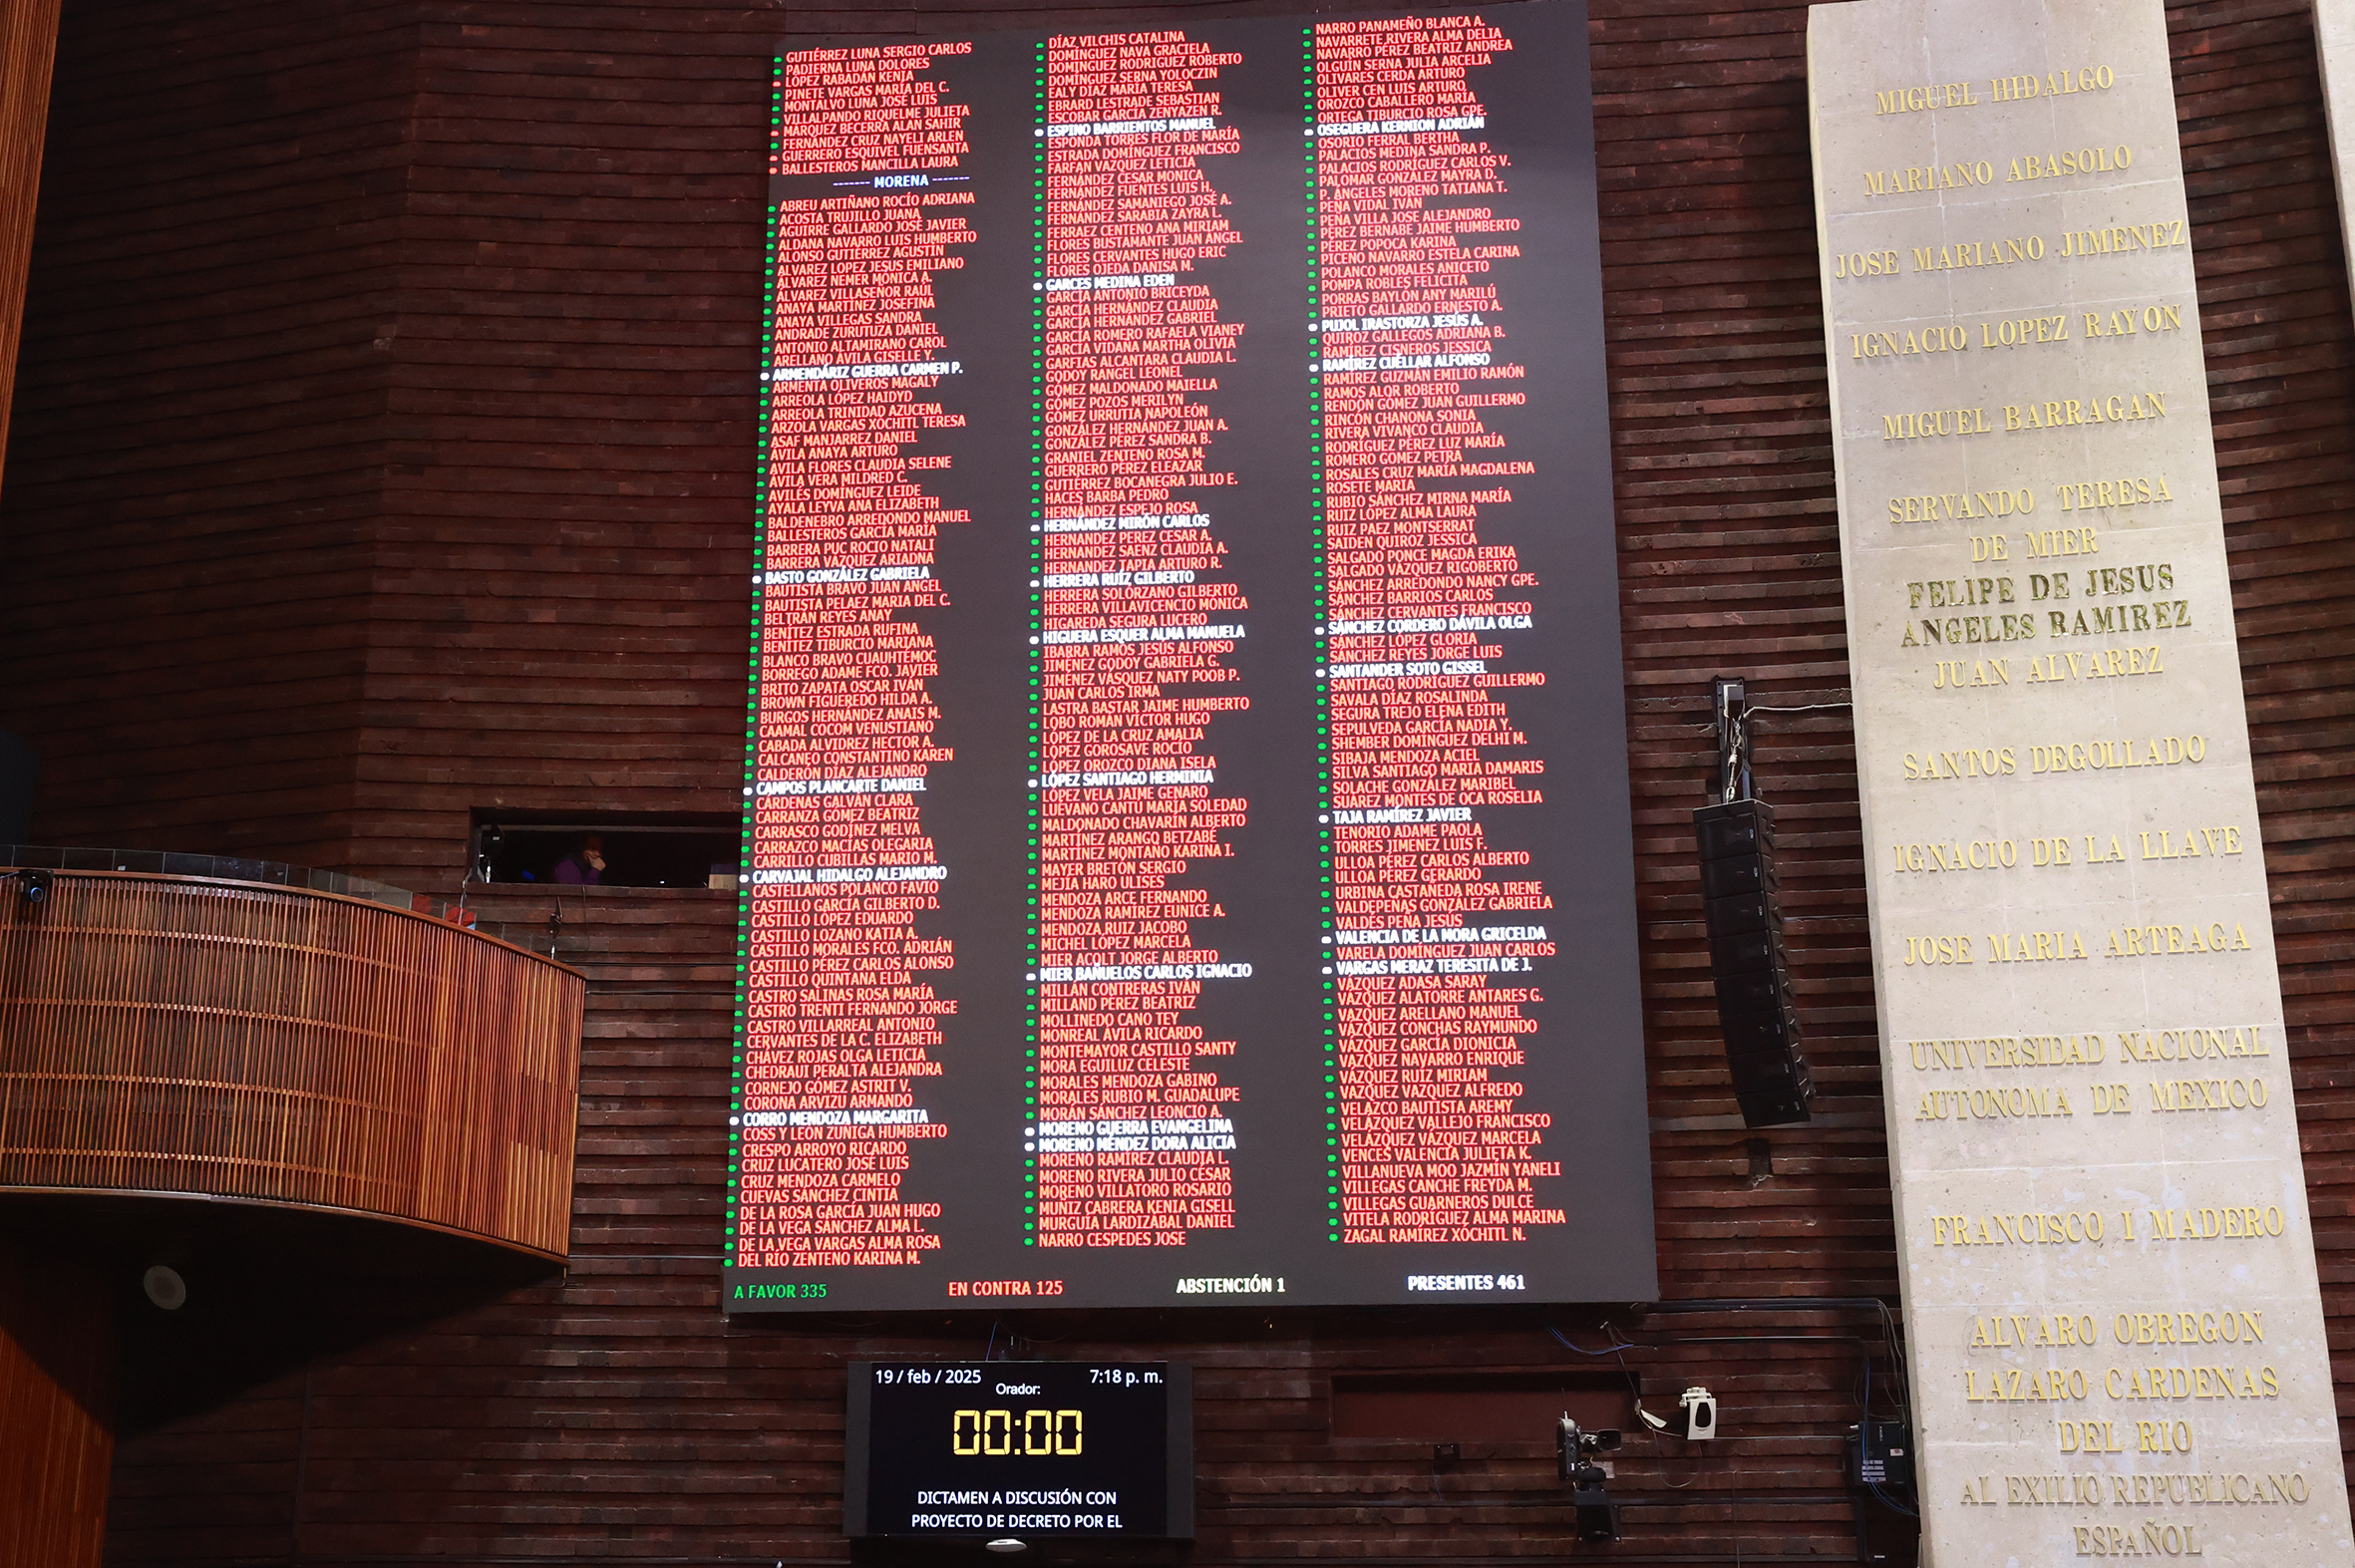 GUTIÉRREZ LUNA SERGIO CARLOS
PADIERNA LUNA DOLORES
LÓPEZ RABADÁN KENIA
PINETE VARGAS MARÍA DEL C.
MONTALVO LUNA JOSÉ LUIS
VILLALPANDO RIQUELME JULIETA
MÁRQUEZ BECERRA ALAN SAHIR
FERNÁNDEZ CRUZ NAYELI ARLEN
GUERRERO ESQUIVEL FUENSANTA
BALLESTEROS MANCILLA LAURA
------- MORENA -------
ABREU ARTIÑANO ROCÍO ADRIANA
ACOSTA TRUJILLO JUANA
AGUIRRE GALLARDO JOSÉ JAVIER
ALDANA NAVARRO LUIS HUMBERTO
ALONSO GUTIÉRREZ AGUSTÍN
ÁLVAREZ LÓPEZ JESÚS EMILIANO
ÁLVAREZ NEMER MÓNICA A.
ÁLVAREZ VILLASEÑOR RAÚL
ANAYA MARTÍNEZ JOSEFINA
ANAYA VILLEGAS SANDRA
ANDRADE ZURUTUZA DANIEL
ANTONIO ALTAMIRANO CAROL
ARELLANO ÁVILA GISELLE Y.
ARMENDÁRIZ GUERRA CARMEN P.
ARMENTA OLIVEROS MAGALY
ARREOLA LÓPEZ HAIDYD
ARREOLA TRINIDAD AZUCENA
ARZOLA VARGAS XÓCHITL TERESA
ASAF MANJARREZ DANIEL
ÁVILA ANAYA ARTURO
ÁVILA FLORES CLAUDIA SELENE
ÁVILA VERA MILDRED C.
AVILÉS DOMÍNGUEZ LEIDE
AYALA LEYVA ANA ELIZABETH
BALDENEBRO ARREDONDO MANUEL
BALLESTEROS GARCÍA MARÍA
BARRERA PUC ROCÍO NATALÍ
BARRERA VÁZQUEZ ARIADNA
BASTO GONZÁLEZ GABRIELA
BAUTISTA BRAVO JUAN ÁNGEL
BAUTISTA PELÁEZ MARÍA DEL C.
BELTRÁN REYES ANAY
BENÍTEZ ESTRADA RUFINA
BENÍTEZ TIBURCIO MARIANA
BLANCO BRAVO CUAUHTÉMOC
BORREGO ADAME FCO. JAVIER
BRITO ZAPATA OSCAR IVÁN
BROWN FIGUEREDO HILDA A.
BURGOS HERNÁNDEZ ANAIS M.
CAAMAL COCOM VENUSTIANO
CABADA ALVIDREZ HÉCTOR A.
CALCÁNEO CONSTANTINO KAREN
CALDERÓN DÍAZ ALEJANDRO
CAMPOS PLANCARTE DANIEL
CÁRDENAS GALVÁN CLARA
CARRANZA GÓMEZ BEATRIZ
CARRASCO GODÍNEZ MELVA
CARRAZCO MACÍAS OLEGARIA
CARRILLO CUBILLAS MARIO M.
CARVAJAL HIDALGO ALEJANDRO
CASTELLANOS POLANCO FAVIO
CASTILLO GARCÍA GILBERTO D.
CASTILLO LÓPEZ EDUARDO
CASTILLO LOZANO KATIA A.
CASTILLO MORALES FCO. ADRIÁN
CASTILLO PÉREZ CARLOS ALONSO
CASTILLO QUINTANA ELDA
CASTRO SALINAS ROSA MARÍA
CASTRO TRENTI FERNANDO JORGE
CASTRO VILLARREAL ANTONIO
CERVANTES DE LA C. ELIZABETH
CHÁVEZ ROJAS OLGA LETICIA
CHEDRAUI PERALTA ALEJANDRA
CORNEJO GÓMEZ ASTRIT V.
CORONA ARVIZU ARMANDO
CORRO MENDOZA MARGARITA
COSS Y LEÓN ZÚÑIGA HUMBERTO
CRESPO ARROYO RICARDO
CRUZ LUCATERO JOSÉ LUIS
CRUZ MENDOZA CARMELO
CUEVAS SÁNCHEZ CINTIA
DE LA ROSA GARCÍA JUAN HUGO
DE LA VEGA SÁNCHEZ ALMA L.
DE LA VEGA VARGAS ALMA ROSA
DEL RÍO ZENTENO KARINA M.
DÍAZ VILCHIS CATALINA
DOMÍNGUEZ NAVA GRACIELA
DOMÍNGUEZ RODRÍGUEZ ROBERTO
DOMÍNGUEZ SERNA YOLOCZIN
EALY DÍAZ MARÍA TERESA
EBRARD LESTRADE SEBASTIÁN
ESCOBAR GARCÍA ZENYAZEN R.
ESPINO BARRIENTOS MANUEL
ESPONDA TORRES FLOR DE MARÍA
ESTRADA DOMÍNGUEZ FRANCISCO
FARFÁN VÁZQUEZ LETICIA
FERNÁNDEZ CÉSAR MÓNICA
FERNÁNDEZ FUENTES LUIS H.
FERNÁNDEZ SAMANIEGO JOSÉ A.
FERNÁNDEZ SARABIA ZAYRA L.
FERRÁEZ CENTENO ANA MIRIAM
FLORES BUSTAMANTE JUAN ÁNGEL
FLORES CERVANTES HUGO ERIC
FLORES OJEDA DANISA M.
GARCÉS MEDINA EDÉN
GARCÍA ANTONIO BRICEYDA
GARCÍA HERNÁNDEZ CLAUDIA
GARCÍA HERNÁNDEZ GABRIEL
GARCÍA ROMERO RAFAELA VIANEY
GARCÍA VIDAÑA MARTHA OLIVIA
GARFIAS ALCÁNTARA CLAUDIA L.
GODOY RANGEL LEONEL
GÓMEZ MALDONADO MAIELLA
GÓMEZ POZOS MERILYN
GÓMEZ URRUTIA NAPOLEÓN
GONZÁLEZ HERNÁNDEZ JUAN A.
GONZÁLEZ PÉREZ SANDRA B.
GRANIEL ZENTENO ROSA M.
GUERRERO PÉREZ ELEAZAR
GUTIÉRREZ BOCANEGRA JULIO E.
HACES BARBA PEDRO
HERNÁNDEZ ESPEJO ROSA
HERNÁNDEZ MIRÓN CARLOS
HERNÁNDEZ PÉREZ CÉSAR A.
HERNÁNDEZ SÁENZ CLAUDIA A.
HERNÁNDEZ TAPIA ARTURO R.
HERRERA RUÍZ GILBERTO
HERRERA SOLÓRZANO GILBERTO
HERRERA VILLAVICENCIO MÓNICA
HIGAREDA SEGURA LUCERO
HIGUERA ESQUER ALMA MANUELA
IBARRA RAMOS JESÚS ALFONSO
JIMÉNEZ GODOY GABRIELA G.
JIMÉNEZ VÁSQUEZ NATY POOB P.
JUAN CARLOS IRMA
LASTRA BASTAR JAIME HUMBERTO
LOBO ROMÁN VÍCTOR HUGO
LÓPEZ DE LA CRUZ AMALIA
LÓPEZ GOROSAVE ROCÍO
LÓPEZ OROZCO DIANA ISELA
LÓPEZ SANTIAGO HERMINIA
LÓPEZ VELA JAIME GENARO
LUÉVANO CANTÚ MARÍA SOLEDAD
MALDONADO CHAVARÍN ALBERTO
MARTÍNEZ ARANGO BETZABÉ
MARTÍNEZ MONTAÑO KARINA I.
MAYER BRETÓN SERGIO
MEJÍA HARO ULISES
MENDOZA ARCE FERNANDO
MENDOZA RAMÍREZ EUNICE A.
MENDOZA RUIZ JACOBO
MICHEL LÓPEZ MARCELA
MIER ACOLT JORGE ALBERTO
MIER BAÑUELOS CARLOS IGNACIO
MILLÁN CONTRERAS IVÁN
MILLAND PÉREZ BEATRIZ
MOLLINEDO CANO TEY
MONREAL ÁVILA RICARDO
MONTEMAYOR CASTILLO SANTY
MORA EGUILUZ CELESTE
MORALES MENDOZA GABINO
MORALES RUBIO M. GUADALUPE
MORÁN SÁNCHEZ LEONCIO A.
MORENO GUERRA EVANGELINA
MORENO MÉNDEZ DORA ALICIA
MORENO RAMÍREZ CLAUDIA L.
MORENO RIVERA JULIO CÉSAR
MORENO VILLATORO ROSARIO
MUÑIZ CABRERA KENIA GISELL
MURGUÍA LARDIZÁBAL DANIEL
NARRO CÉSPEDES JOSÉ
NARRO PANAMEÑO BLANCA A.
NAVARRETE RIVERA ALMA DELIA
NAVARRO PÉREZ BEATRIZ ANDREA
OLGUÍN SERNA JULIA ARCELIA
OLIVARES CERDA ARTURO
OLIVER CEN LUIS ARTURO
OROZCO CABALLERO MARÍA
ORTEGA TIBURCIO ROSA GPE.
OSEGUERA KERNION ADRIÁN
OSORIO FERRAL BERTHA
PALACIOS MEDINA SANDRA P.
PALACIOS RODRÍGUEZ CARLOS V.
PALOMAR GONZÁLEZ MAYRA D.
P. ÁNGELES MORENO TATIANA T.
PEÑA VIDAL IVÁN
PEÑA VILLA JOSÉ ALEJANDRO
PÉREZ BERNABE JAIME HUMBERTO
PÉREZ POPOCA KARINA
PICENO NAVARRO ESTELA CARINA
POLANCO MORALES ANICETO
POMPA ROBLES FELICITA
PORRAS BAYLÓN ANY MARILÚ
PRIETO GALLARDO ERNESTO A.
PUJOL IRASTORZA JESÚS A.
QUIROZ GALLEGOS ADRIANA B.
RAMÍREZ CISNEROS JESSICA
RAMÍREZ CUÉLLAR ALFONSO
RAMÍREZ GUZMÁN EMILIO RAMÓN
RAMOS ALOR ROBERTO
RENDÓN GÓMEZ JUAN GUILLERMO
RINCÓN CHANONA SONIA
RIVERA VIVANCO CLAUDIA
RODRÍGUEZ PÉREZ LUZ MARÍA
ROMERO GÓMEZ PETRA
ROSALES CRUZ MARÍA MAGDALENA
ROSETE MARIA
RUBIO SÁNCHEZ MIRNA MARÍA
RUIZ LÓPEZ ALMA LAURA
RUIZ PÁEZ MONTSERRAT
SAIDEN QUIROZ JESSICA
SALGADO PONCE MAGDA ERIKA
SALGADO VÁZQUEZ RIGOBERTO
SÁNCHEZ ARREDONDO NANCY GPE.
SÁNCHEZ BARRIOS CARLOS
SÁNCHEZ CERVANTES FRANCISCO
SÁNCHEZ CORDERO DÁVILA OLGA
SÁNCHEZ LÓPEZ GLORIA
SÁNCHEZ REYES JORGE LUIS
SANTANDER SOTO GISSEL
SANTIAGO RODRÍGUEZ GUILLERMO
SAVALA DÍAZ ROSALINDA
SEGURA TREJO ELENA EDITH
SEPÚLVEDA GARCÍA NADIA Y.
SHEMBER DOMÍNGUEZ DELHI M.
SIBAJA MENDOZA ACIEL
SILVA SANTIAGO MARÍA DAMARIS
SOLACHE GONZÁLEZ MARIBEL
SUÁREZ MONTES DE OCA ROSELIA
TAJA RAMÍREZ JAVIER
TENORIO ADAME PAOLA
TORRES JIMÉNEZ LUIS F.
ULLOA PÉREZ CARLOS ALBERTO
ULLOA PÉREZ GERARDO
URBINA CASTAÑEDA ROSA IRENE
VALDEPEÑAS GONZÁLEZ GABRIELA
VALDÉS PEÑA JESÚS
VALENCIA DE LA MORA GRICELDA
VARELA DOMÍNGUEZ JUAN CARLOS
VARGAS MERAZ TERESITA DE J.
VÁZQUEZ ADASA SARAY
VÁZQUEZ ALATORRE ANTARES G.
VÁZQUEZ ARELLANO MANUEL
VÁZQUEZ CONCHAS RAYMUNDO
VÁZQUEZ GARCÍA DIONICIA
VÁZQUEZ NAVARRO ENRIQUE
VÁZQUEZ RUIZ MIRIAM
VÁZQUEZ VÁZQUEZ ALFREDO
VELAZCO BAUTISTA AREMY
VELÁZQUEZ VALLEJO FRANCISCO
VELÁZQUEZ VÁZQUEZ MARCELA
VENCES VALENCIA JULIETA K.
VILLANUEVA MOO JAZMÍN YANELI
VILLEGAS CANCHÉ FREYDA M.
VILLEGAS GUARNEROS DULCE
VITELA RODRÍGUEZ ALMA MARINA
ZAGAL RAMÍREZ XÓCHITL N.
A FAVOR 335
EN CONTRA 125
ABSTENCIÓN 1
PRESENTES 461
19 / feb / 2025
7:18 p. m.
Orador:
00:00
DICTAMEN A DISCUSIÓN CON
PROYECTO DE DECRETO POR EL
MIGUEL HIDALGO
MARIANO ABASOLO
JOSE MARIANO JIMENEZ
IGNACIO LOPEZ RAYON
MIGUEL BARRAGAN
SERVANDO TERESA
DE MIER
FELIPE DE JESUS
ANGELES RAMIREZ
JUAN ALVAREZ
SANTOS DEGOLLADO
IGNACIO DE LA LLAVE
JOSE MARIA ARTEAGA
UNIVERSIDAD NACIONAL
AUTONOMA DE MEXICO
FRANCISCO I MADERO
ALVARO OBREGON
LAZARO CARDENAS
DEL RIO
AL EXILIO REPUBLICANO
ESPAÑOL